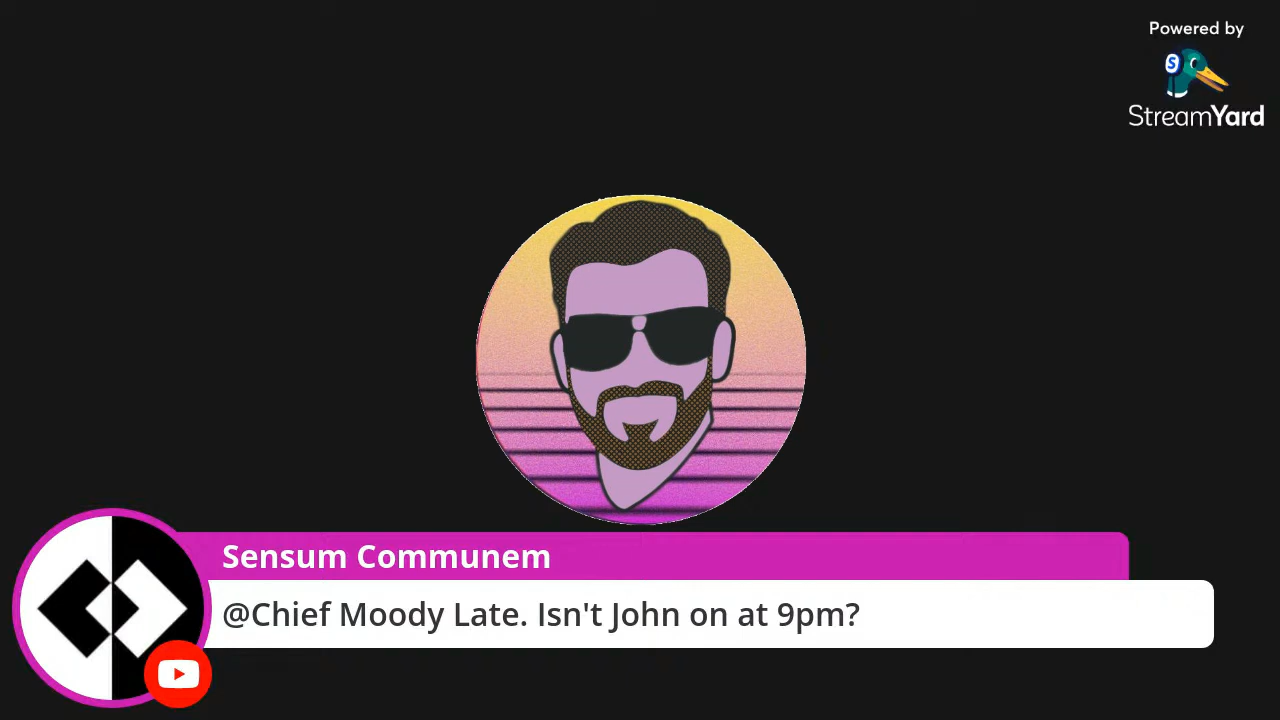 Powered by
S
StreamYard
Sensum Communem
@Chief Moody Late. Isn't John on at 9pm?